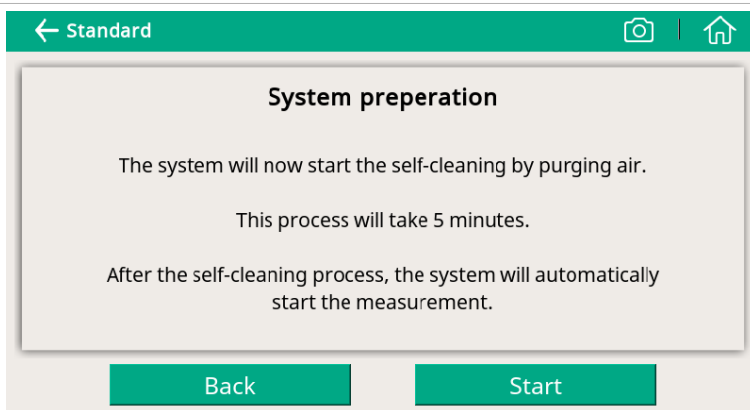 Standard
System preperation
The system will now start the self-cleaning by purging air.
This process will take 5 minutes.
After the self-cleaning process, the system will automatically
start the measurement.
Back
Start